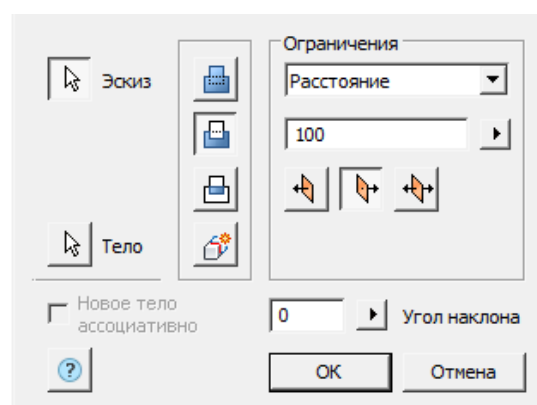 Ограничения
Эскиз
Расстояние
100
Тело
Новое тело
ассоциативно
0
Угол наклона
?
OK
Отмена